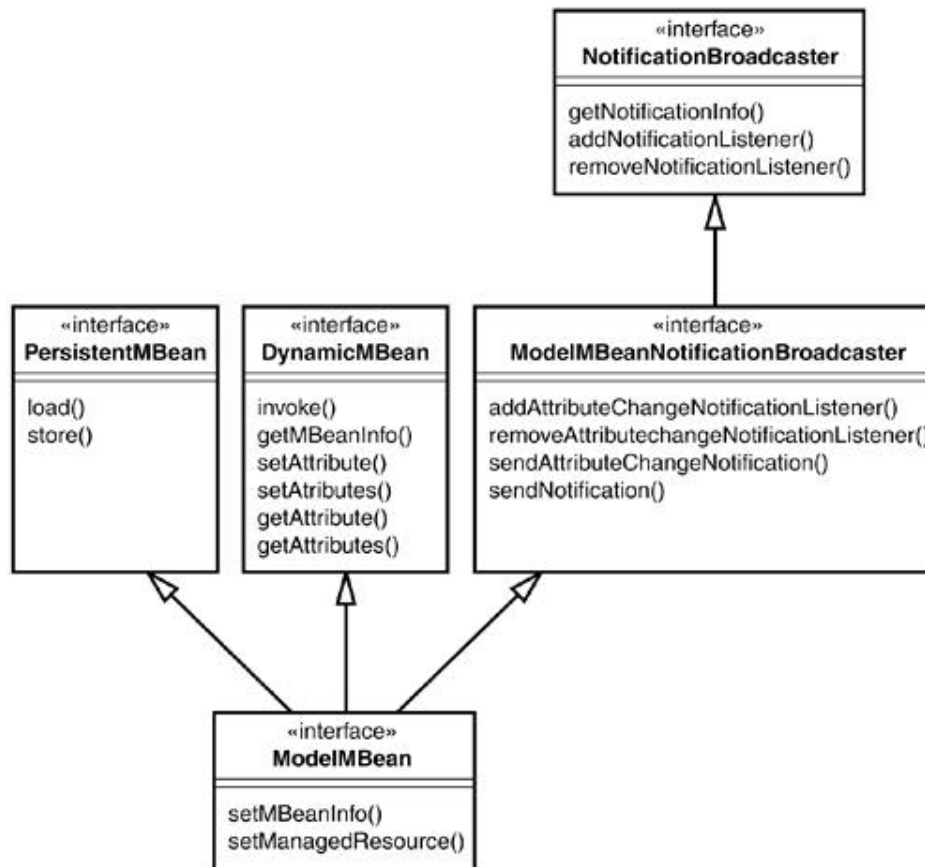 «interface»
NotificationBroadcaster
getNotificationInfo()
addNotificationListener()
removeNotificationListener()
«interface»
PersistentMBean
load()
store()
«interface»
DynamicMBean
invoke()
getMBeanInfo()
setAttribute()
setAtributes()
getAttribute()
getAttributes()
«interface»
ModelMBeanNotificationBroadcaster
addAttributeChangeNotificationListener()
removeAttributechangeNotificationListener()
sendAttributeChangeNotification()
sendNotification()
«interface»
ModelMBean
setMBeanInfo()
setManagedResource()